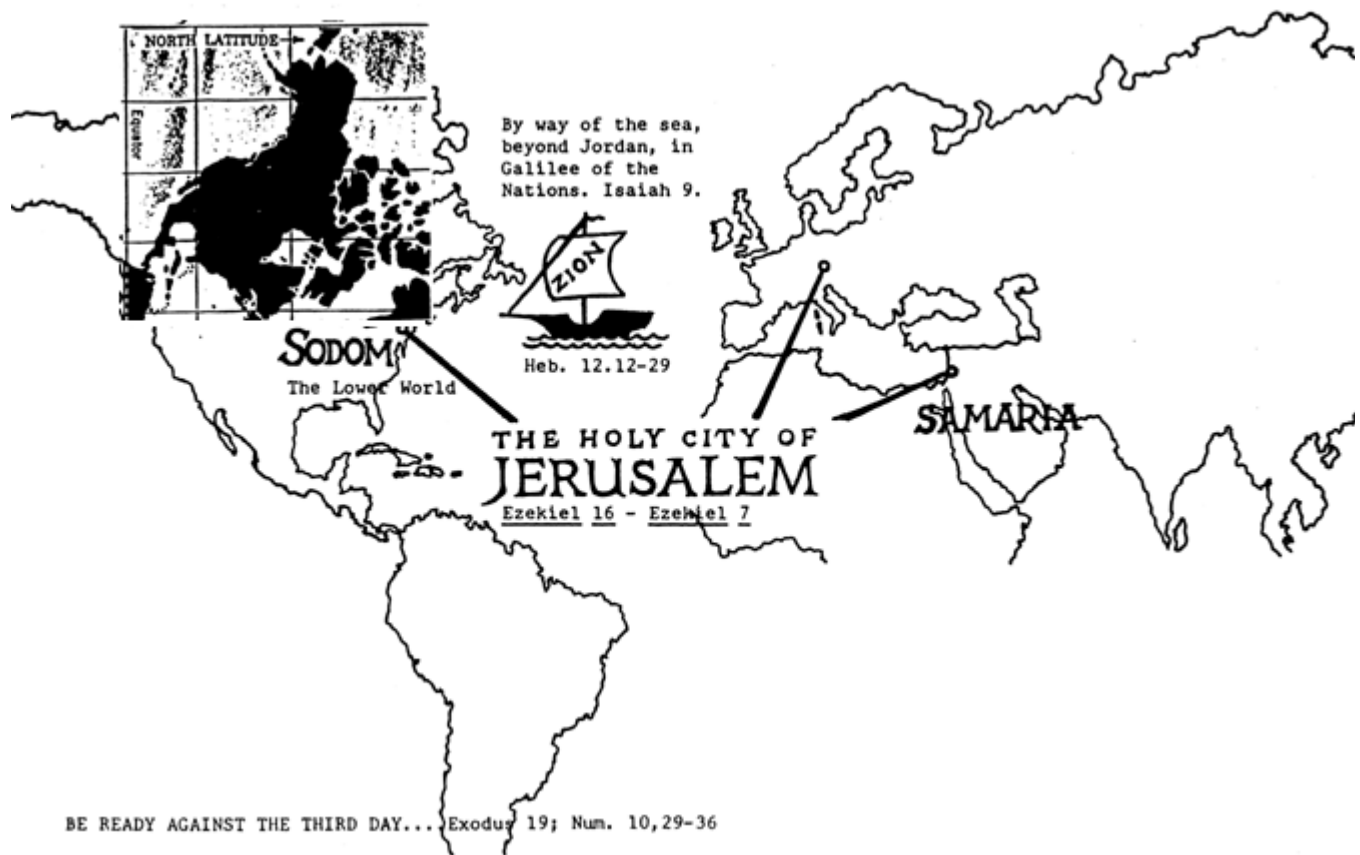 NORTH LATITUDE
Equator
By way of the sea,
beyond Jordan, in
Galilee of the
Nations. Isaiah 9.
ZION
Heb. 12.12-29
SODOM
The Lower World
SAMARIA
THE HOLY CITY OF
JERUSALEM
Ezekiel 16 - Ezekiel 7
BE READY AGAINST THE THIRD DAY... Exodus 19; Num. 10,29-36